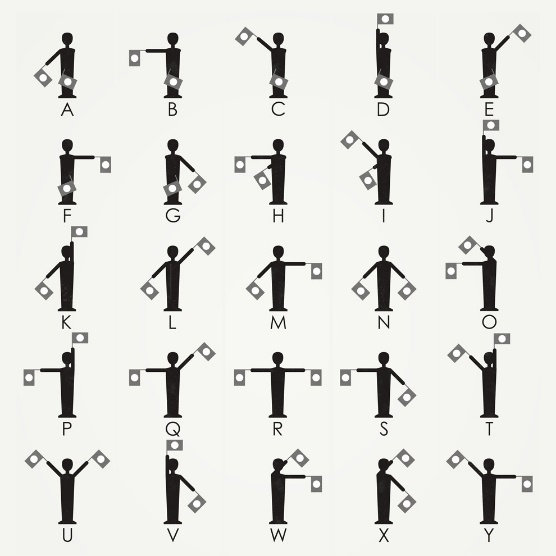 A B C D E
F G H I J
K L M N O
P Q R S T
U V W X Y